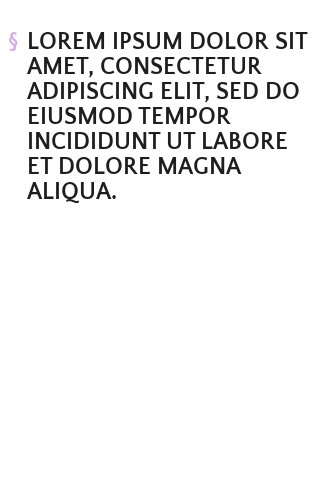 § LOREM IPSUM DOLOR SIT
AMET, CONSECTETUR
ADIPISCING ELIT, SED DO
EIUSMOD TEMPOR
INCIDIDUNT UT LABORE
ET DOLORE MAGNA
ALIQUA.